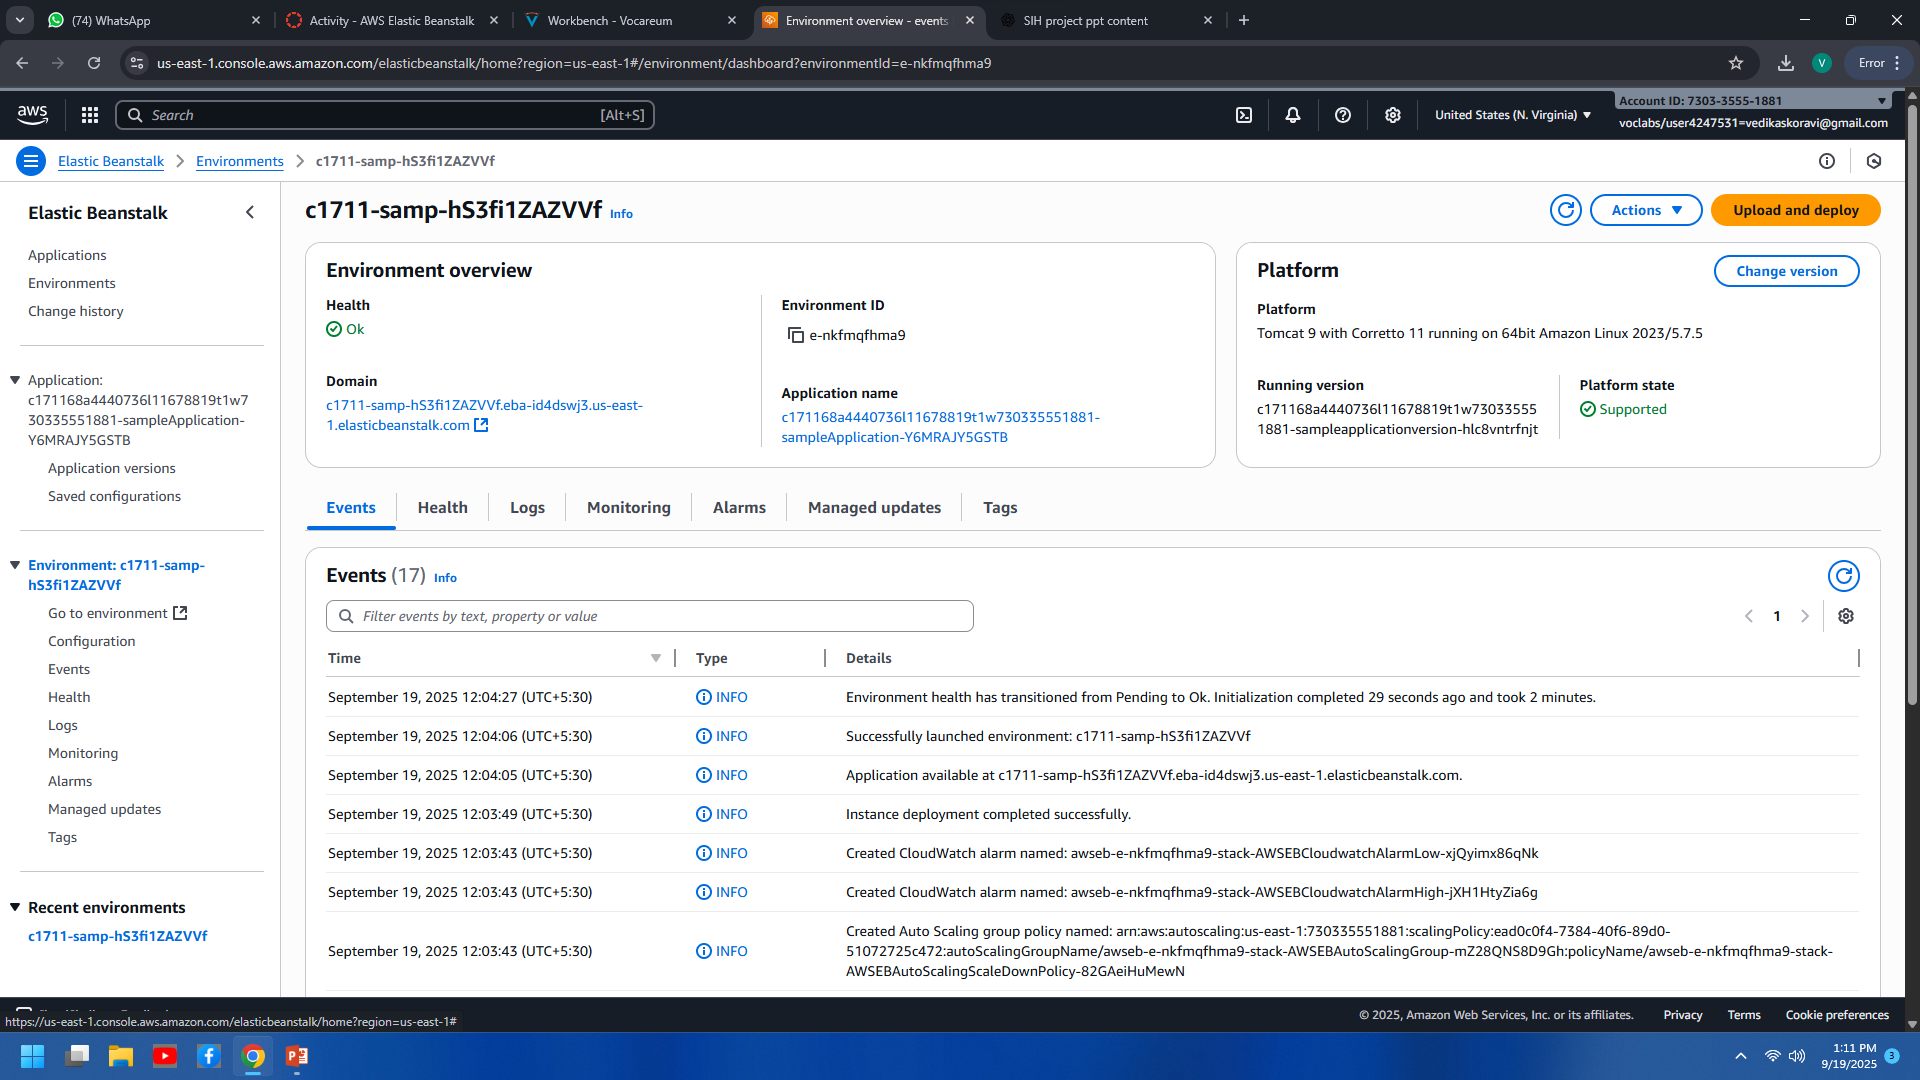 (74) WhatsApp
Activity - AWS Elastic Beanstalk
Workbench - Vocareum
Environment overview - events
SIH project ppt content
us-east-1.console.aws.amazon.com/elasticbeanstalk/home?region=us-east-1#/environment/dashboard?environmentId=e-nkfmqfhma9
V
Error
aws
Search
[Alt+S]
United States (N. Virginia)
Account ID: 7303-3555-1881
voclabs/user4247531=vedikaskoravi@gmail.com
Elastic Beanstalk
Environments
c1711-samp-hS3fi1ZAZVVf
Elastic Beanstalk
Applications
Environments
Change history
Application:
c171168a4440736l11678819t1w7
30335551881-sampleApplication-
Y6MRAJY5GSTB
Application versions
Saved configurations
Environment: c1711-samp-
hS3fi1ZAZVVf
Go to environment
Configuration
Events
Health
Logs
Monitoring
Alarms
Managed updates
Tags
Recent environments
c1711-samp-hS3fi1ZAZVVf
c1711-samp-hS3fi1ZAZVVf Info
Actions
Upload and deploy
Environment overview
Health
Ok
Domain
c1711-samp-hS3fi1ZAZVVf.eba-id4dswj3.us-east-
1.elasticbeanstalk.com
Environment ID
e-nkfmqfhma9
Application name
c171168a4440736l11678819t1w730335551881-
sampleApplication-Y6MRAJY5GSTB
Platform
Change version
Platform
Tomcat 9 with Corretto 11 running on 64bit Amazon Linux 2023/5.7.5
Running version
c171168a4440736l11678819t1w73033555
1881-sampleapplicationversion-hlc8vntrfnjt
Platform state
Supported
Events Health Logs Monitoring Alarms Managed updates Tags
Events (17) Info
Filter events by text, property or value
1
Time Type Details
September 19, 2025 12:04:27 (UTC+5:30) INFO Environment health has transitioned from Pending to Ok. Initialization completed 29 seconds ago and took 2 minutes.
September 19, 2025 12:04:06 (UTC+5:30) INFO Successfully launched environment: c1711-samp-hS3fi1ZAZVVf
September 19, 2025 12:04:05 (UTC+5:30) INFO Application available at c1711-samp-hS3fi1ZAZVVf.eba-id4dswj3.us-east-1.elasticbeanstalk.com.
September 19, 2025 12:03:49 (UTC+5:30) INFO Instance deployment completed successfully.
September 19, 2025 12:03:43 (UTC+5:30) INFO Created CloudWatch alarm named: awseb-e-nkfmqfhma9-stack-AWSEBCloudwatchAlarmLow-xjQyimx86qNk
September 19, 2025 12:03:43 (UTC+5:30) INFO Created CloudWatch alarm named: awseb-e-nkfmqfhma9-stack-AWSEBCloudwatchAlarmHigh-jXH1HtyZia6g
September 19, 2025 12:03:43 (UTC+5:30) INFO Created Auto Scaling group policy named: arn:aws:autoscaling:us-east-1:730335551881:scalingPolicy:ead0c0f4-7384-40f6-89d0-
51072725c472:autoScalingGroupName/awseb-e-nkfmqfhma9-stack-AWSEBAutoScalingGroup-mZ28QNS8D9Gh:policyName/awseb-e-nkfmqfhma9-stack-
AWSEBAutoScalingScaleDownPolicy-82GAeiHuMewN
https://us-east-1.console.aws.amazon.com/elasticbeanstalk/home?region=us-east-1#
© 2025, Amazon Web Services, Inc. or its affiliates.
Privacy
Terms
Cookie preferences
1:11 PM
9/19/2025
3